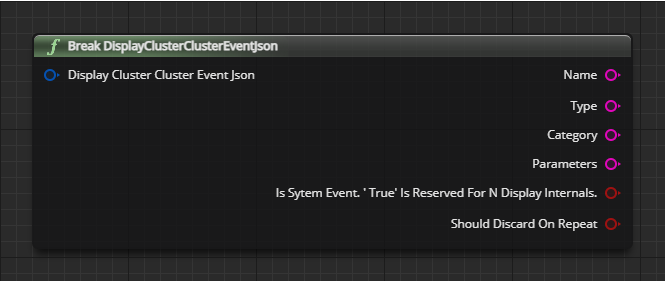 f Break DisplayClusterClusterEventJson
Display Cluster Cluster Event Json
Name
Type
Category
Parameters
Is Sytem Event. ' True' Is Reserved For N Display Internals.
Should Discard On Repeat